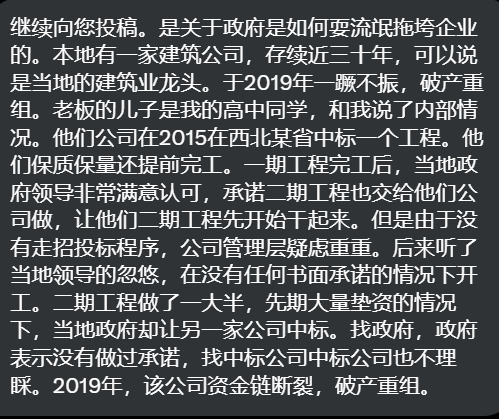 继续向您投稿。是关于政府是如何耍流氓拖垮企业
的。本地有一家建筑公司，存续近三十年，可以说
是当地的建筑业龙头。于2019年一蹶不振，破产重
组。老板的儿子是我的高中同学，和我说了内部情
况。他们公司在2015在西北某省中标一个工程。他
们保质保量还提前完工。一期工程完工后，当地政
府领导非常满意认可，承诺二期工程也交给他们公
司做，让他们二期工程先开始干起来。但是由于没
有走招投标程序，公司管理层疑虑重重。后来听了
当地领导的忽悠，在没有任何书面承诺的情况下开
工。二期工程做了一大半，先期大量垫资的情况
下，当地政府却让另一家公司中标。找政府，政府
表示没有做过承诺，找中标公司中标公司也不理
睬。2019年，该公司资金链断裂，破产重组。